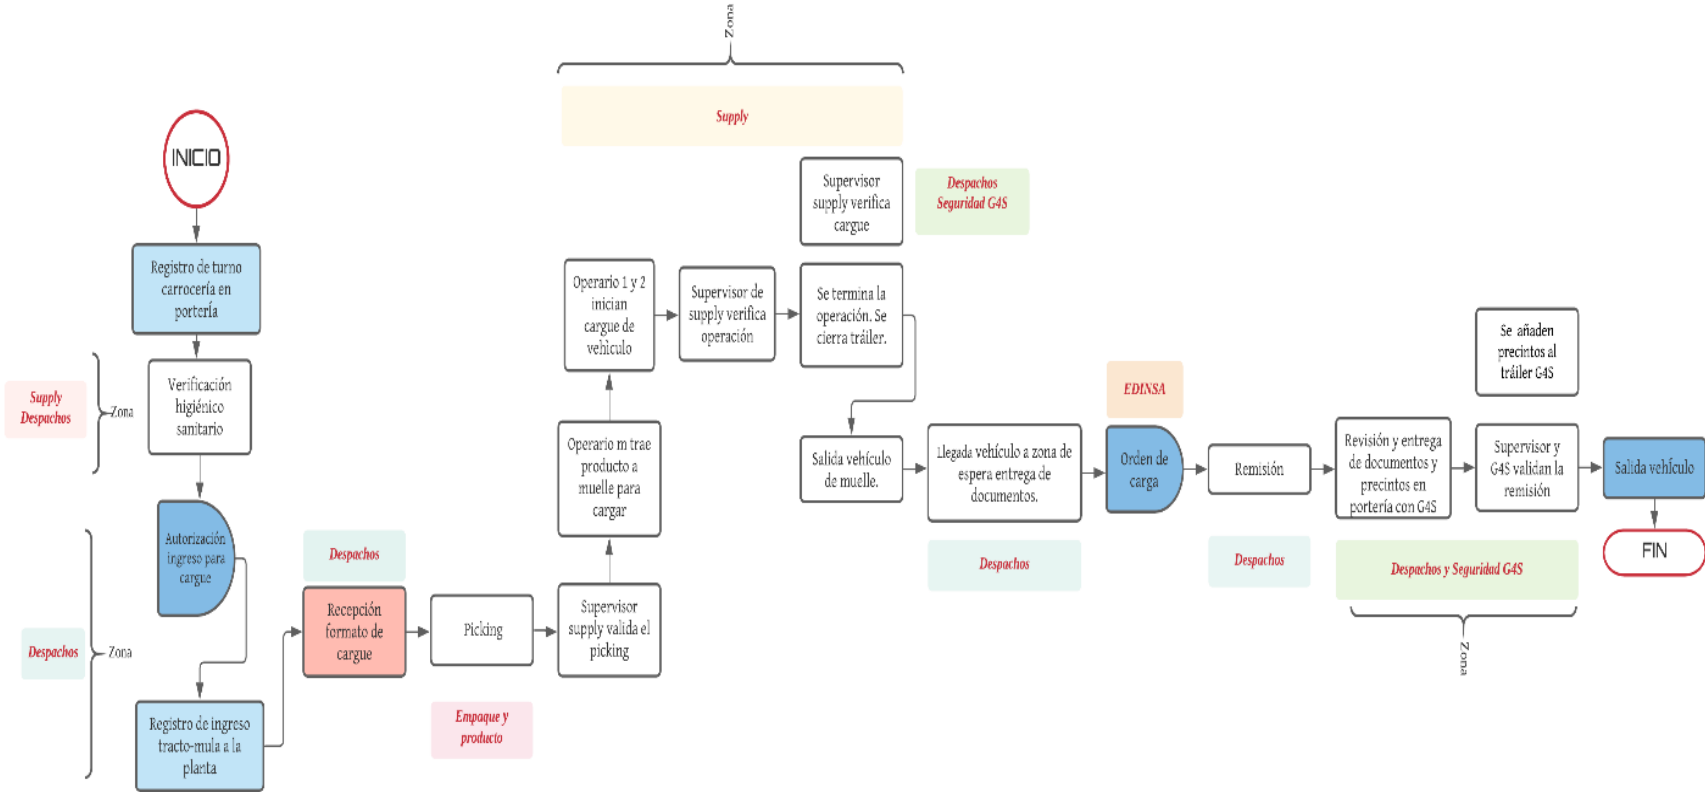 INICIO
Registro de turno
carrocería en
portería
Supply
Despachos
Zona
Verificación
higiénico
sanitario
Autorización
ingreso para
cargue
Despachos
Zona
Registro de ingreso
tracto-mula a la
planta
Despachos
Recepción
formato de
cargue
Picking
Empaque y
producto
Supervisor
supply valida el
picking
Operario m trae
producto a
muelle para
cargar
Operario 1 y 2
inician
cargue de
vehìculo
Zona
Supply
Supervisor de
supply verifica
operación
Supervisor
supply verifica
cargue
Despachos
Seguridad G4S
Se termina la
operación. Se
cierra tráiler.
Salida vehículo
de muelle.
Llegada vehículo a zona de
espera entrega de
documentos.
Despachos
EDINSA
Orden de
carga
Remisión
Despachos
Revisión y entrega
de documentos y
precintos en
portería con G4S
Se añaden
precintos al
tráiler G4S
Supervisor y
G4S validan la
remisión
Despachos y Seguridad G4S
Zona
Salida vehículo
FIN